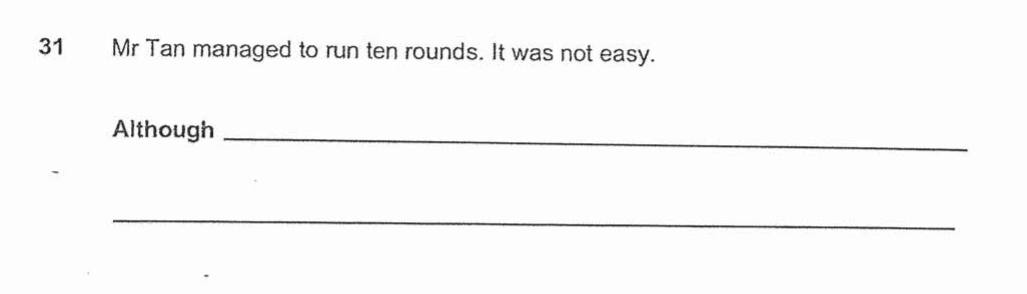 31 Mr Tan managed to run ten rounds. It was not easy.
Although